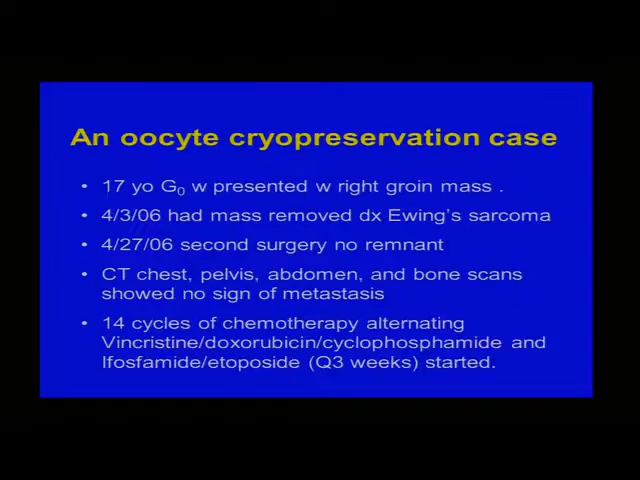 An oocyte cryopreservation case
• 17 yo G0 w presented w right groin mass .
• 4/3/06 had mass removed dx Ewing's sarcoma
• 4/27/06 second surgery no remnant
• CT chest, pelvis, abdomen, and bone scans
showed no sign of metastasis
• 14 cycles of chemotherapy alternating
Vincristine/doxorubicin/cyclophosphamide and
Ifosfamide/etoposide (Q3 weeks) started.